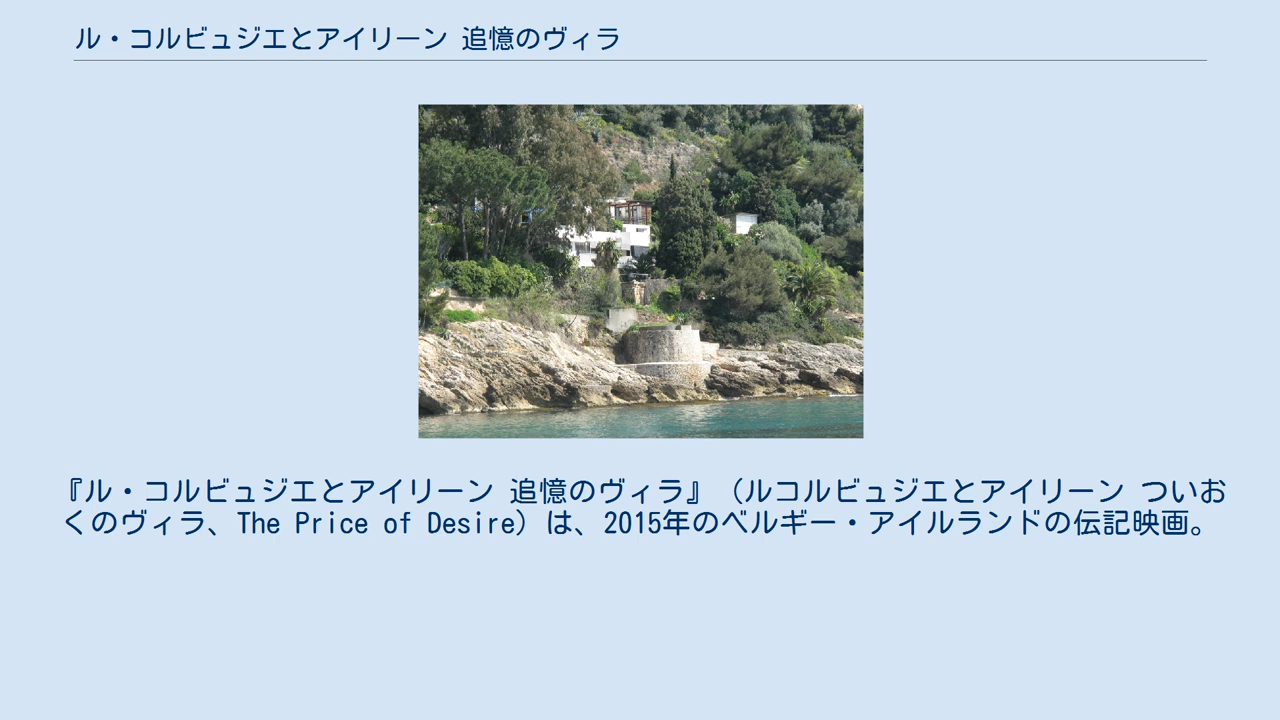 ル・コルビュジエとアイリーン 追憶のヴィラ
『ル・コルビュジエとアイリーン 追憶のヴィラ』（ルコルビュジエとアイリーン ついお
くのヴィラ、The Price of Desire）は、2015年のベルギー・アイルランドの伝記映画。